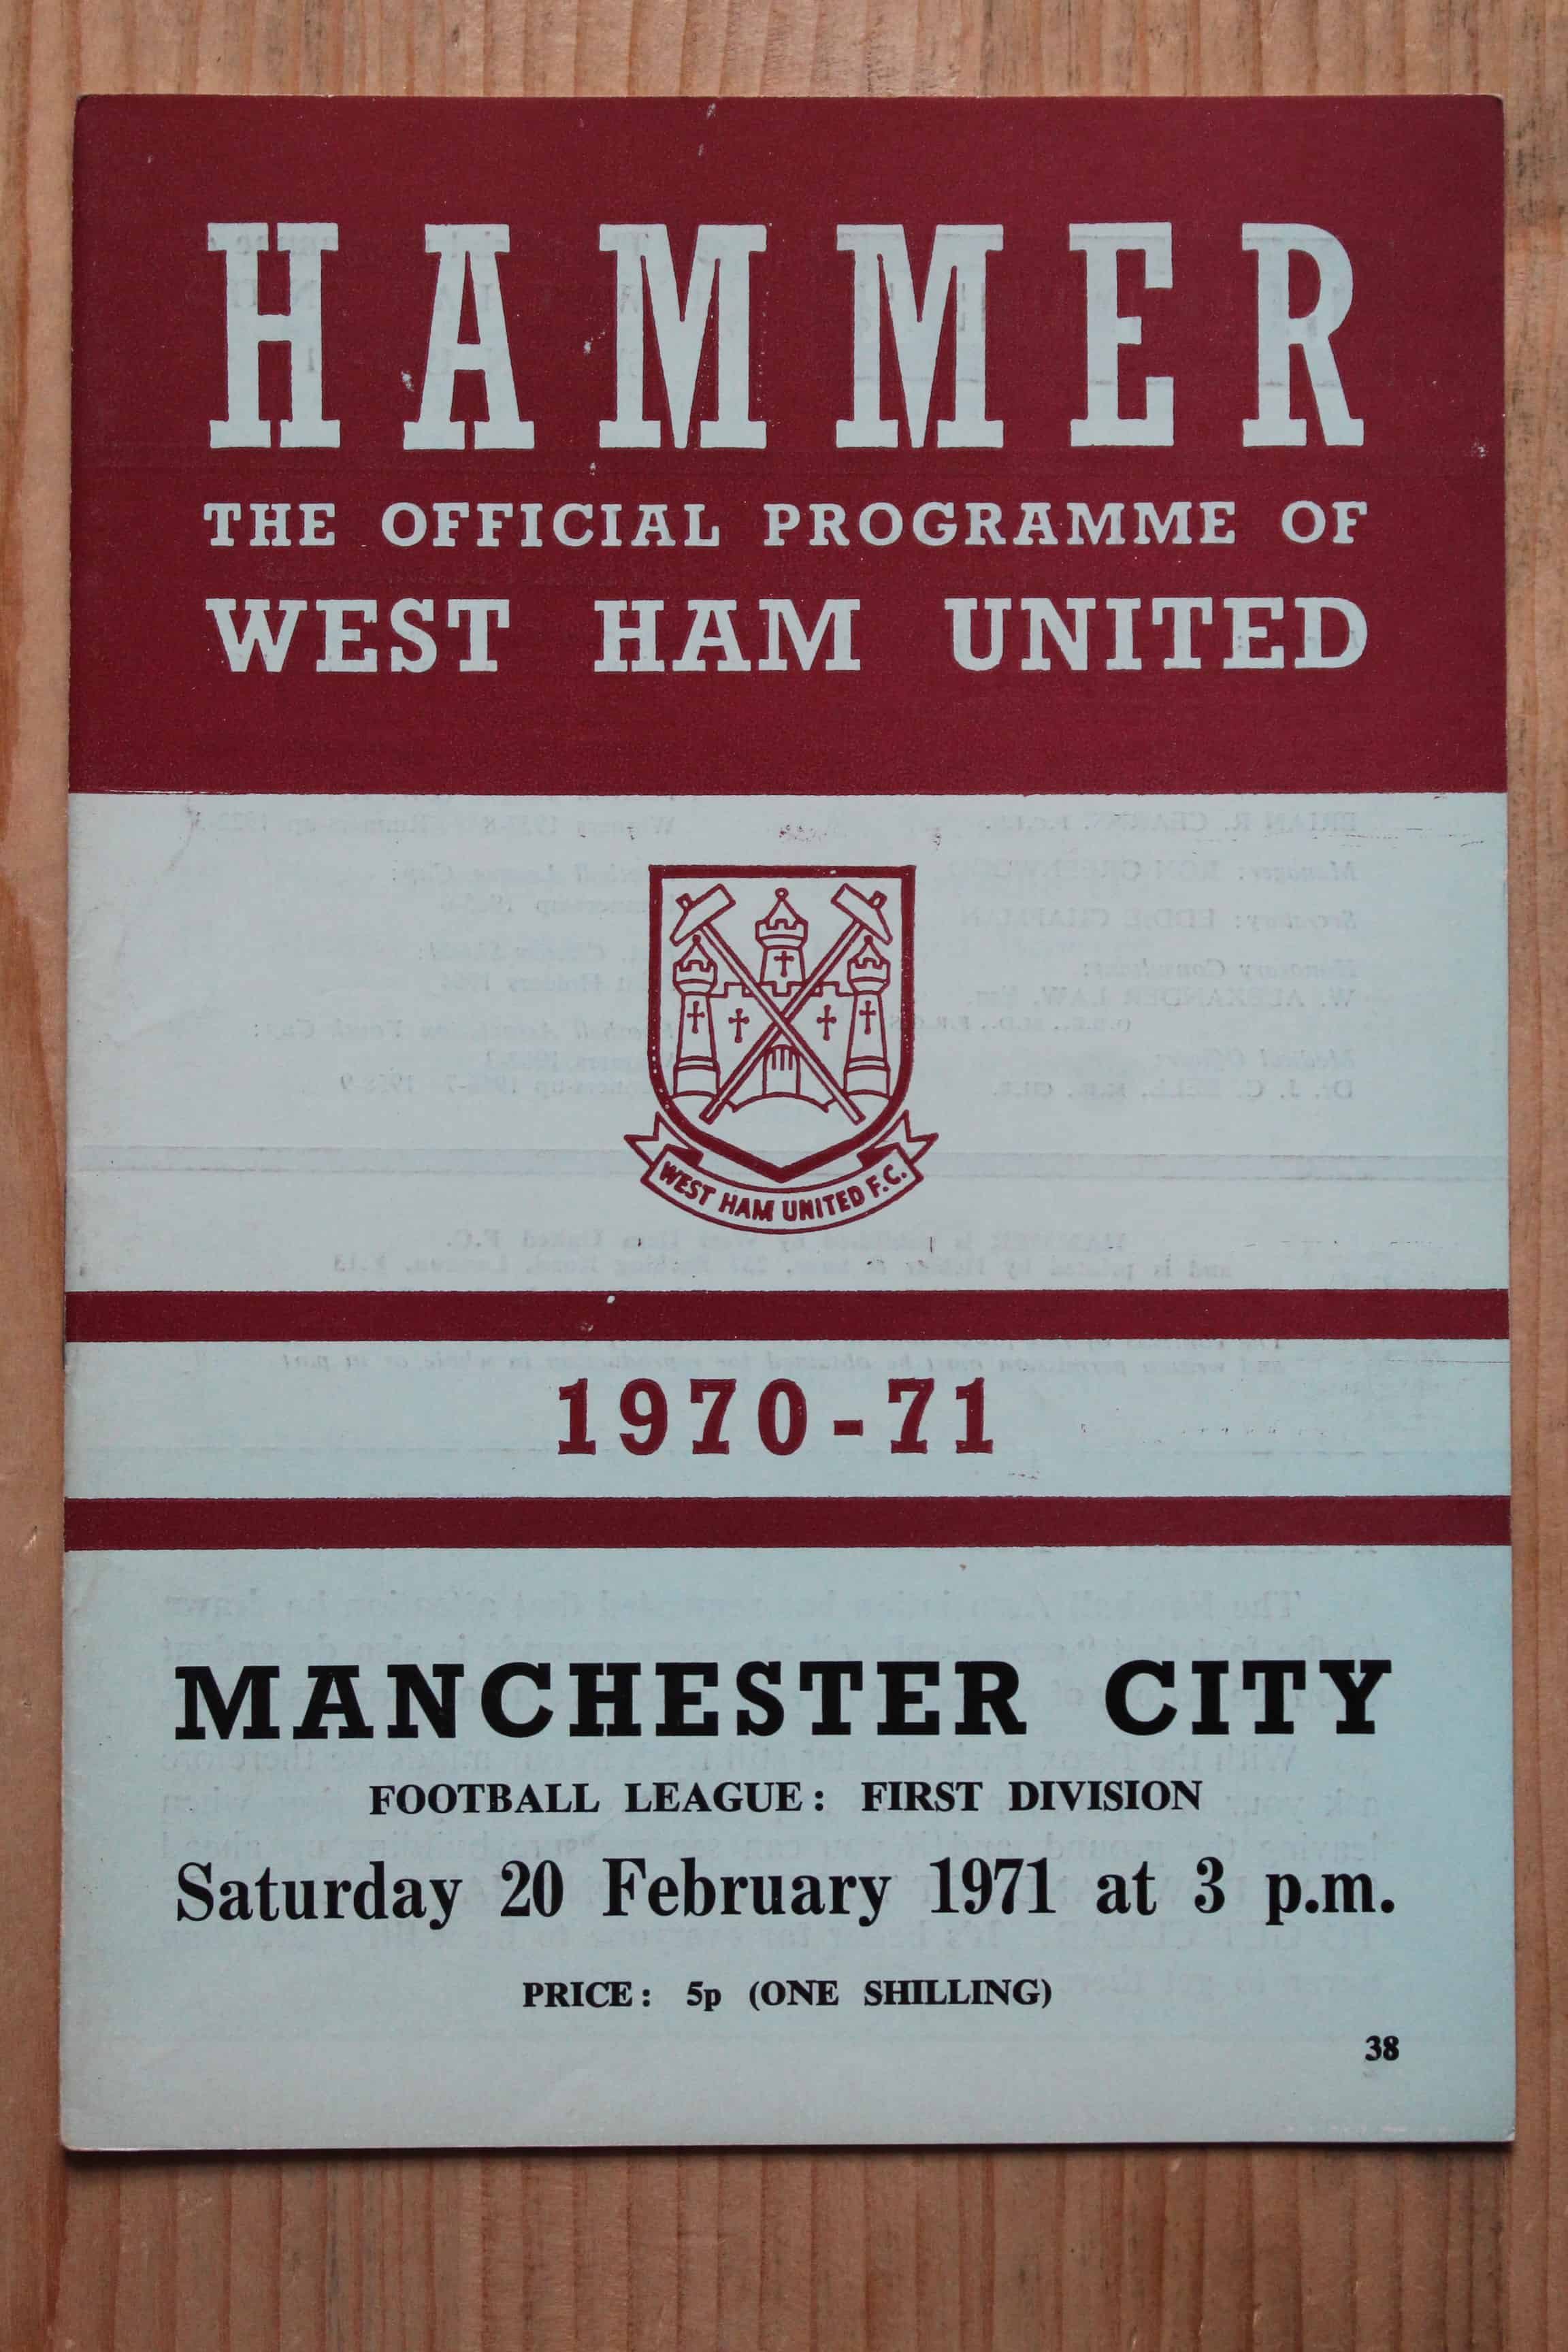 HAMMER
THE OFFICIAL PROGRAMME OF
WEST HAM UNITED
WEST HAM UNITED F.C.
1970-71
MANCHESTER CITY
FOOTBALL LEAGUE: FIRST DIVISION
Saturday 20 February 1971 at 3 p.m.
PRICE: 5p (ONE SHILLING)
38